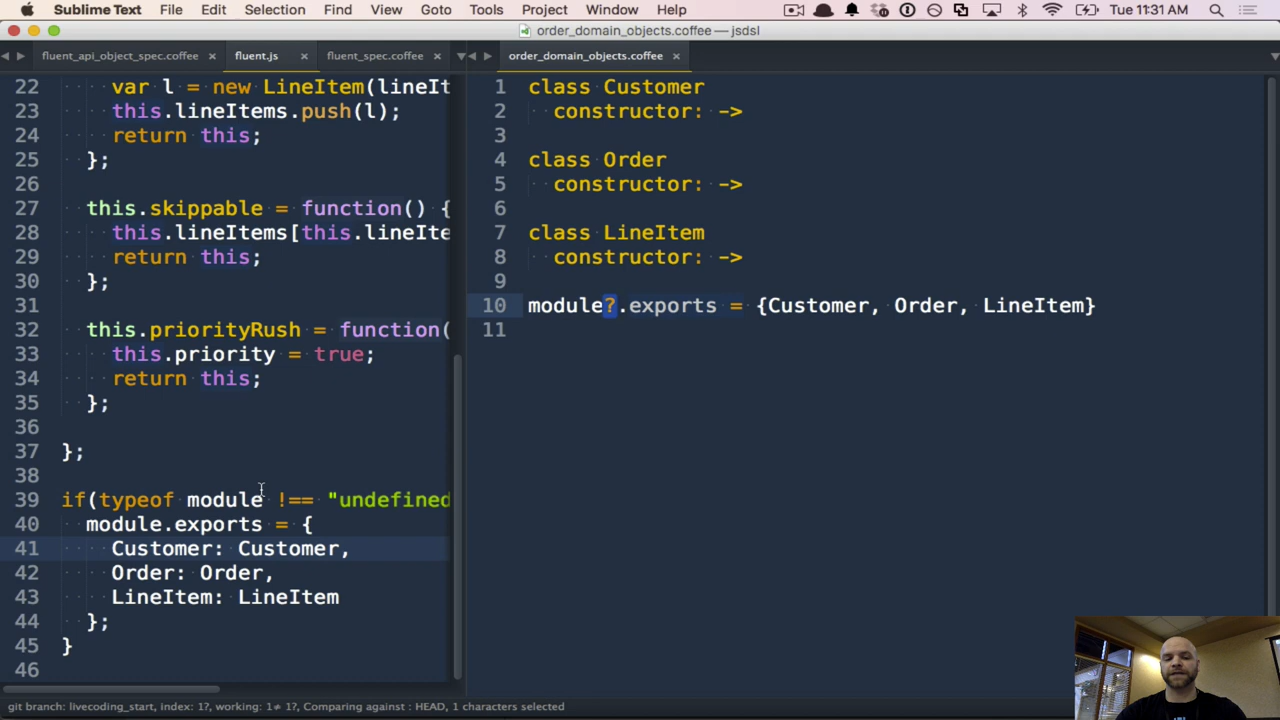 Sublime Text File Edit Selection Find View Goto Tools Project Window Help Tue 11:31 AM
order_domain_objects.coffee — jsdsl
fluent_api_object_spec.coffee × fluent.js × fluent_spec.coffee × order_domain_objects.coffee ×
22 var l = new LineItem(lineIt
23 this.lineItems.push(l);
24 return this;
25 };
26
27 this.skippable = function() {
28 this.lineItems[this.lineIte
29 return this;
30 };
31
32 this.priorityRush = function(
33 this.priority = true;
34 return this;
35 };
36
37 };
38
39 if(typeof module !== "undefined
40 module.exports = {
41 Customer: Customer,
42 Order: Order,
43 LineItem: LineItem
44 };
45 }
46
1 class Customer
2 constructor: ->
3
4 class Order
5 constructor: ->
6
7 class LineItem
8 constructor: ->
9
10 module?.exports = {Customer, Order, LineItem}
11
git branch: livecoding_start, index: 1?, working: 1≠ 1?, Comparing against : HEAD, 1 characters selected